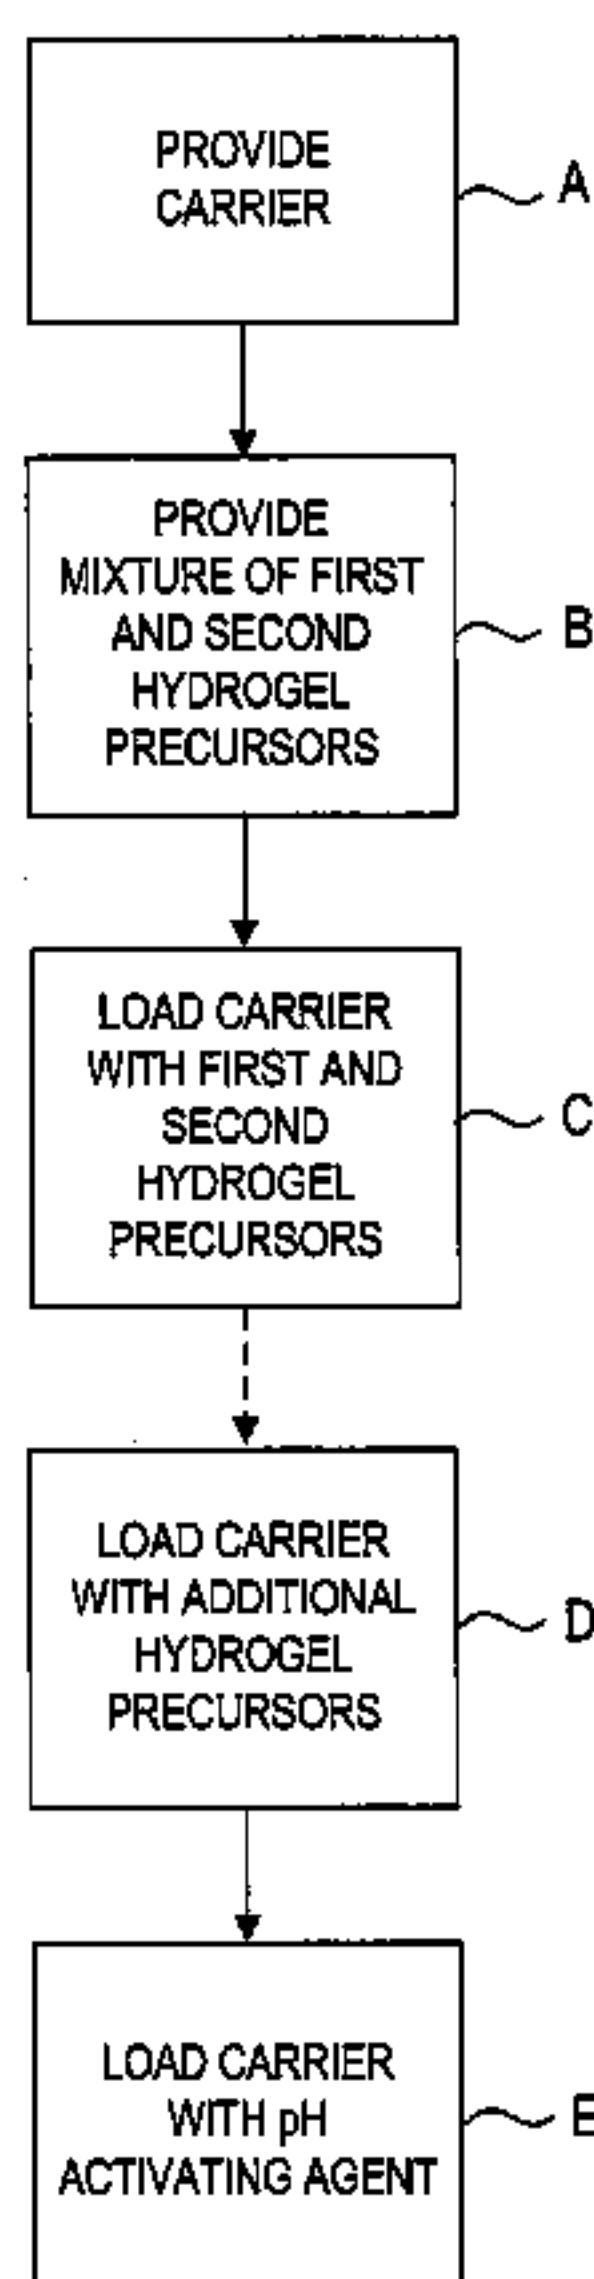 PROVIDE
CARRIER
A
PROVIDE
MIXTURE OF FIRST
AND SECOND
HYDROGEL
PRECURSORS
B
LOAD CARRIER
WITH FIRST AND
SECOND
HYDROGEL
PRECURSORS
C
LOAD CARRIER
WITH ADDITIONAL
HYDROGEL
PRECURSORS
D
LOAD CARRIER
WITH pH
ACTIVATING AGENT
E